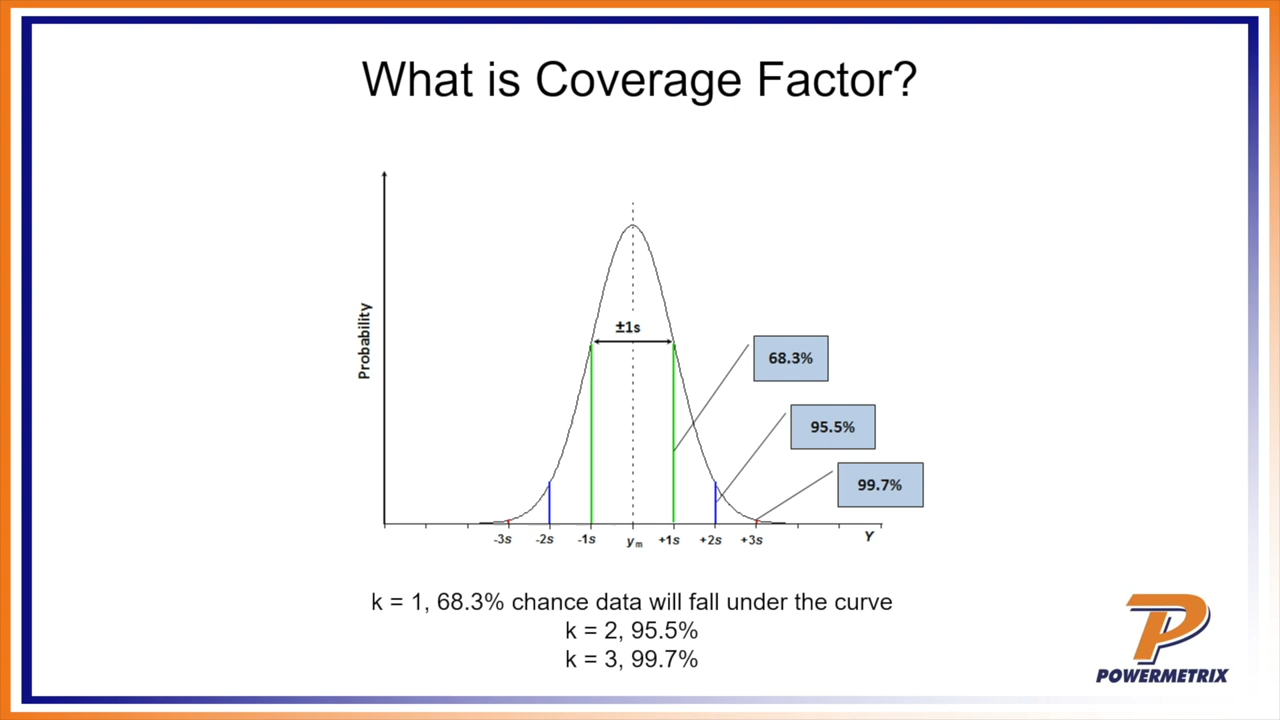 What is Coverage Factor?
Probability
±1s
68.3%
95.5%
99.7%
-3s -2s -1s ym +1s +2s +3s Y
k = 1, 68.3% chance data will fall under the curve
k = 2, 95.5%
k = 3, 99.7%
POWERMETRIX